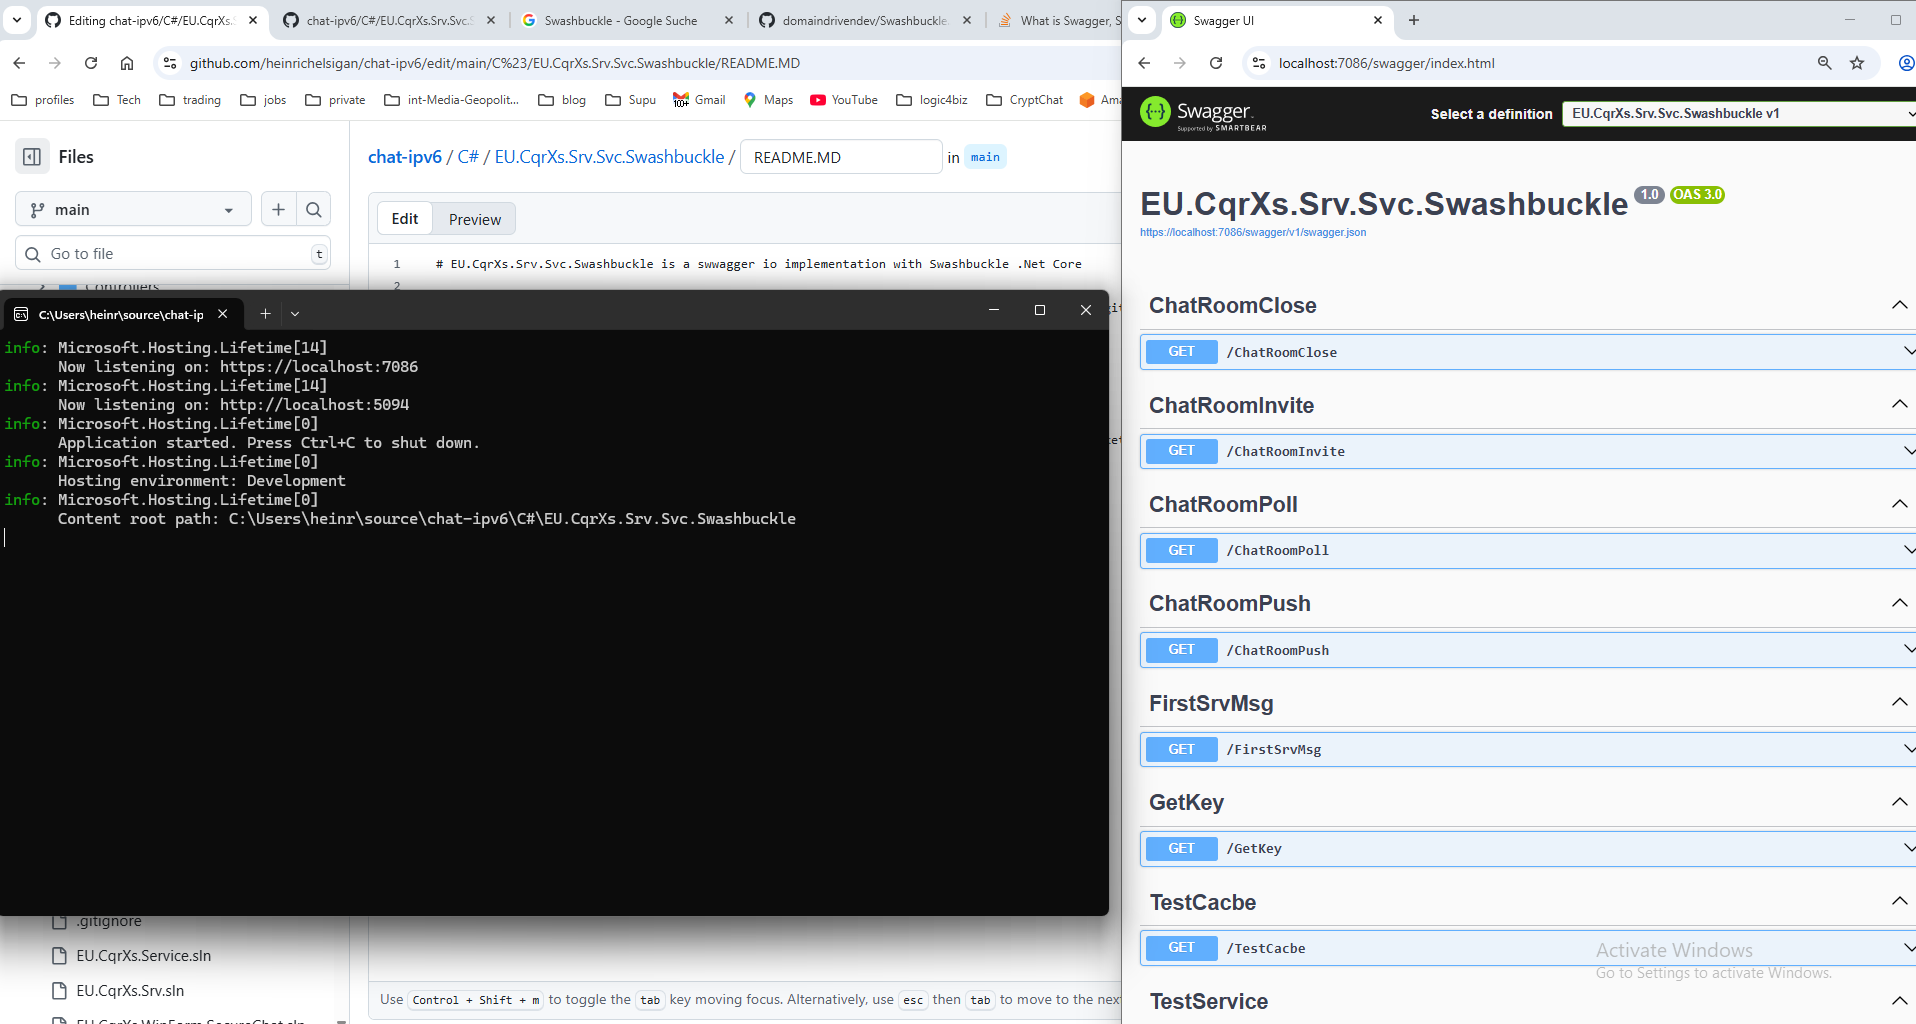 Editing chat-ipv6/C#/EU.CqrXs.
chat-ipv6/C#/EU.CqrXs.Srv.Svc.
Swashbuckle - Google Suche
domaindrivendev/Swashbuckle.
What is Swagger, S
github.com/heinrichelsigan/chat-ipv6/edit/main/C%23/EU.CqrXs.Srv.Svc.Swashbuckle/README.MD
profiles
Tech
trading
jobs
private
int-Media-Geopolit...
blog
Supu
Gmail
Maps
YouTube
logic4biz
CryptChat
Ama
Files
main
Go to file
t
Controllers
chat-ipv6 / C# / EU.CqrXs.Srv.Svc.Swashbuckle / README.MD in main
Edit
Preview
1 # EU.CqrXs.Srv.Svc.Swashbuckle is a swwagger io implementation with Swashbuckle .Net Core
2
C:\Users\heinr\source\chat-ip
info: Microsoft.Hosting.Lifetime[14]
Now listening on: https://localhost:7086
info: Microsoft.Hosting.Lifetime[14]
Now listening on: http://localhost:5094
info: Microsoft.Hosting.Lifetime[0]
Application started. Press Ctrl+C to shut down.
info: Microsoft.Hosting.Lifetime[0]
Hosting environment: Development
info: Microsoft.Hosting.Lifetime[0]
Content root path: C:\Users\heinr\source\chat-ipv6\C#\EU.CqrXs.Srv.Svc.Swashbuckle
.gitignore
EU.CqrXs.Service.sln
EU.CqrXs.Srv.sln
EU.CqrXs.WinForm.SecureChat.sln
Use Control + Shift + m to toggle the tab key moving focus. Alternatively, use esc then tab to move to the next
Swagger UI
localhost:7086/swagger/index.html
Swagger.
Supported by SMARTBEAR
Select a definition
EU.CqrXs.Srv.Svc.Swashbuckle v1
EU.CqrXs.Srv.Svc.Swashbuckle 1.0 OAS 3.0
https://localhost:7086/swagger/v1/swagger.json
ChatRoomClose
GET /ChatRoomClose
ChatRoomInvite
GET /ChatRoomInvite
ChatRoomPoll
GET /ChatRoomPoll
ChatRoomPush
GET /ChatRoomPush
FirstSrvMsg
GET /FirstSrvMsg
GetKey
GET /GetKey
TestCacbe
GET /TestCacbe
TestService
Activate Windows
Go to Settings to activate Windows.